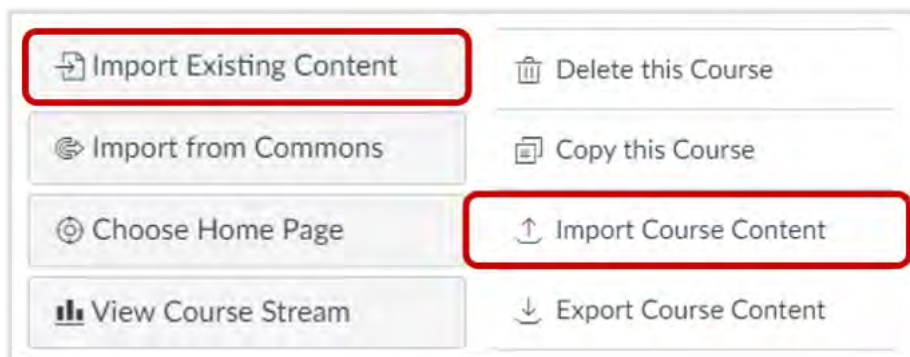 Import Existing Content
Import from Commons
Choose Home Page
View Course Stream
Delete this Course
Copy this Course
Import Course Content
Export Course Content